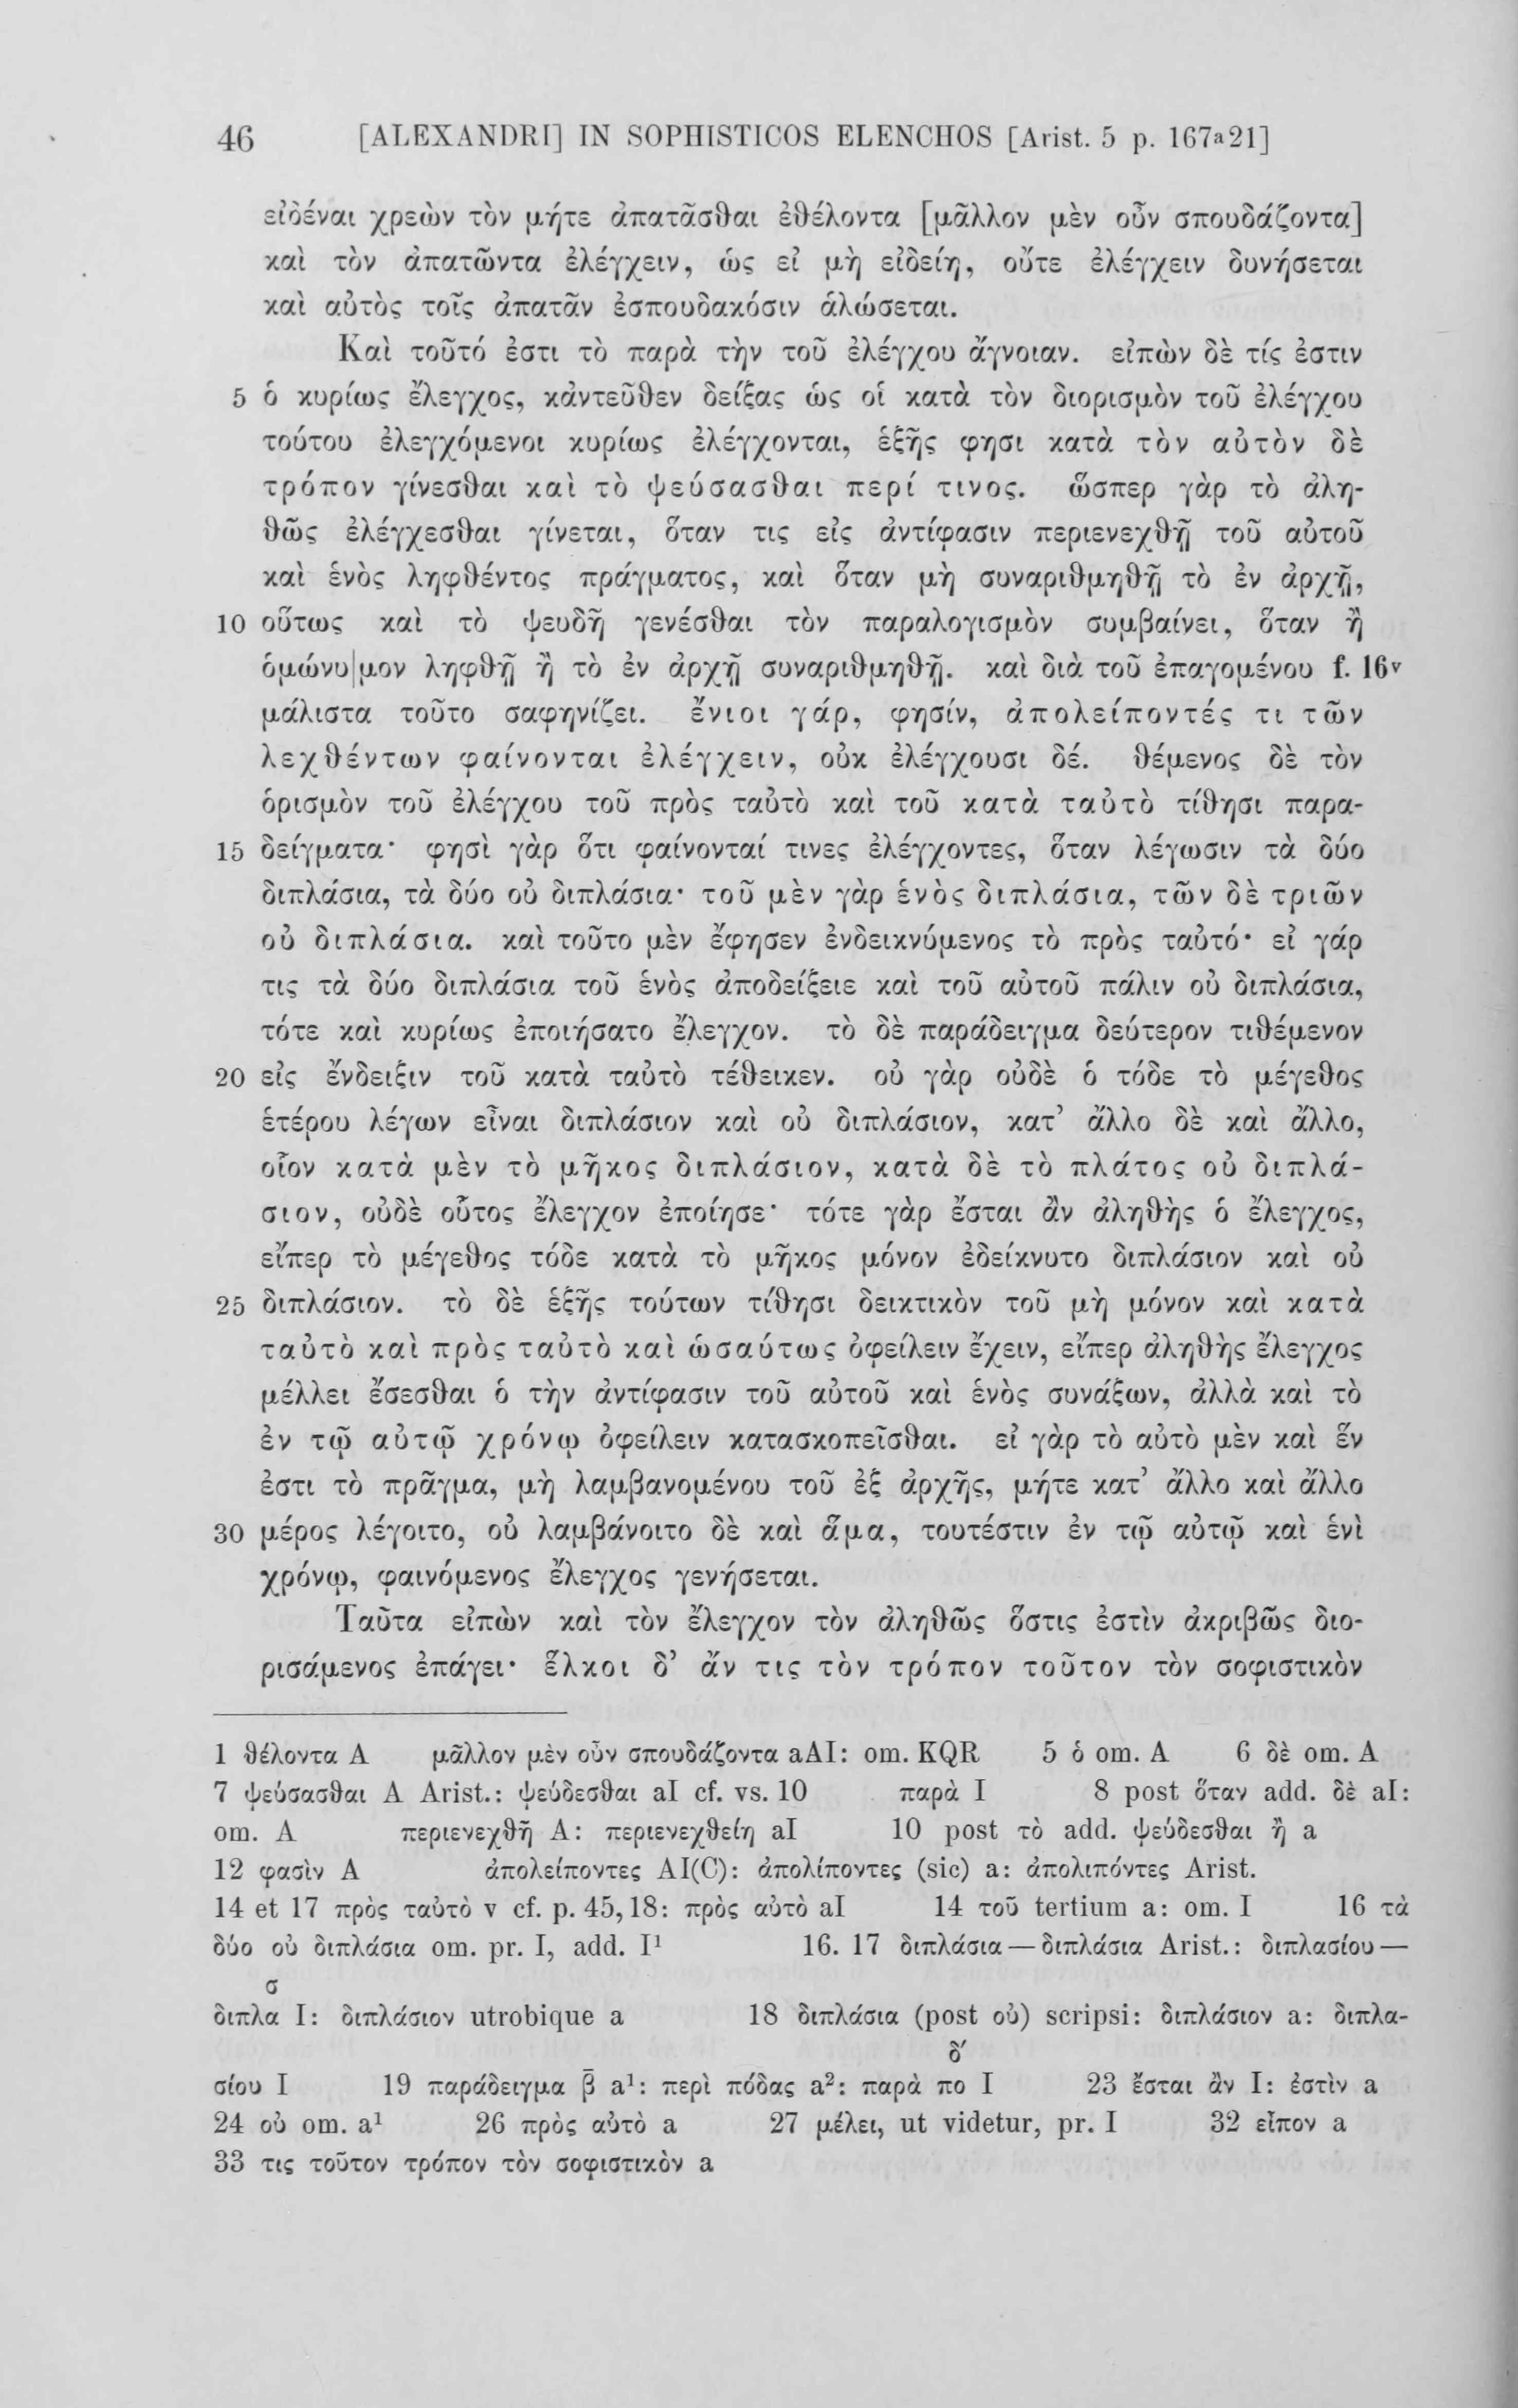 46 [ALEXANDRI] IN SOPHISTICOS ELENCHOS [Arist. 5 p. 167ᵃ21]
εἰδέναι χρεὼν τὸν μήτε ἀπατᾶσθαι ἐθέλοντα [μᾶλλον μὲν οὖν σπουδάζοντα]
καὶ τὸν ἀπατῶντα ἐλέγχειν, ὡς εἰ μὴ εἰδείη, οὔτε ἐλέγχειν δυνήσεται
καὶ αὐτὸς τοῖς ἀπατᾶν ἐσπουδακόσιν ἁλώσεται.
Καὶ τοῦτό ἐστι τὸ παρὰ τὴν τοῦ ἐλέγχου ἄγνοιαν. εἰπὼν δὲ τίς ἐστιν
5 ὁ κυρίως ἔλεγχος, κἀντεῦθεν δείξας ὡς οἱ κατὰ τὸν διορισμὸν τοῦ ἐλέγχου
τούτου ἐλεγχόμενοι κυρίως ἐλέγχονται, ἑξῆς φησι κατὰ τὸν αὐτὸν δὲ
τρόπον γίνεσθαι καὶ τὸ ψεύσασθαι περί τινος. ὥσπερ γὰρ τὸ ἀλη-
θῶς ἐλέγχεσθαι γίνεται, ὅταν τις εἰς ἀντίφασιν περιενεχθῇ τοῦ αὐτοῦ
καὶ ἑνὸς ληφθέντος πράγματος, καὶ ὅταν μὴ συναριθμηθῇ τὸ ἐν ἀρχῇ,
10 οὕτως καὶ τὸ ψευδῆ γενέσθαι τὸν παραλογισμὸν συμβαίνει, ὅταν ἢ
ὁμώνυ|μον ληφθῇ ἢ τὸ ἐν ἀρχῇ συναριθμηθῇ. καὶ διὰ τοῦ ἐπαγομένου f. 16ᵛ
μάλιστα τοῦτο σαφηνίζει. ἔνιοι γάρ, φησίν, ἀπολείποντές τι τῶν
λεχθέντων φαίνονται ἐλέγχειν, οὐκ ἐλέγχουσι δέ. θέμενος δὲ τὸν
ὁρισμὸν τοῦ ἐλέγχου τοῦ πρὸς ταὐτὸ καὶ τοῦ κατὰ ταὐτὸ τίθησι παρα-
15 δείγματα· φησὶ γὰρ ὅτι φαίνονταί τινες ἐλέγχοντες, ὅταν λέγωσιν τὰ δύο
διπλάσια, τὰ δύο οὐ διπλάσια· τοῦ μὲν γὰρ ἑνὸς διπλάσια, τῶν δὲ τριῶν
οὐ διπλάσια. καὶ τοῦτο μὲν ἔφησεν ἐνδεικνύμενος τὸ πρὸς ταὐτό· εἰ γάρ
τις τὰ δύο διπλάσια τοῦ ἑνὸς ἀποδείξειε καὶ τοῦ αὐτοῦ πάλιν οὐ διπλάσια,
τότε καὶ κυρίως ἐποιήσατο ἔλεγχον. τὸ δὲ παράδειγμα δεύτερον τιθέμενον
20 εἰς ἔνδειξιν τοῦ κατὰ ταὐτὸ τέθεικεν. οὐ γὰρ οὐδὲ ὁ τόδε τὸ μέγεθος
ἑτέρου λέγων εἶναι διπλάσιον καὶ οὐ διπλάσιον, κατ’ ἄλλο δὲ καὶ ἄλλο,
οἷον κατὰ μὲν τὸ μῆκος διπλάσιον, κατὰ δὲ τὸ πλάτος οὐ διπλά-
σιον, οὐδὲ οὗτος ἔλεγχον ἐποίησε· τότε γὰρ ἔσται ἂν ἀληθὴς ὁ ἔλεγχος,
εἴπερ τὸ μέγεθος τόδε κατὰ τὸ μῆκος μόνον ἐδείκνυτο διπλάσιον καὶ οὐ
25 διπλάσιον. τὸ δὲ ἑξῆς τούτων τίθησι δεικτικὸν τοῦ μὴ μόνον καὶ κατὰ
ταὐτὸ καὶ πρὸς ταὐτὸ καὶ ὡσαύτως ὀφείλειν ἔχειν, εἴπερ ἀληθὴς ἔλεγχος
μέλλει ἔσεσθαι ὁ τὴν ἀντίφασιν τοῦ αὐτοῦ καὶ ἑνὸς συνάξων, ἀλλὰ καὶ τὸ
ἐν τῷ αὐτῷ χρόνῳ ὀφείλειν κατασκοπεῖσθαι. εἰ γὰρ τὸ αὐτὸ μὲν καὶ ἕν
ἐστι τὸ πρᾶγμα, μὴ λαμβανομένου τοῦ ἐξ ἀρχῆς, μήτε κατ’ ἄλλο καὶ ἄλλο
30 μέρος λέγοιτο, οὐ λαμβάνοιτο δὲ καὶ ἅμα, τουτέστιν ἐν τῷ αὐτῷ καὶ ἑνὶ
χρόνῳ, φαινόμενος ἔλεγχος γενήσεται.
Ταῦτα εἰπὼν καὶ τὸν ἔλεγχον τὸν ἀληθῶς ὅστις ἐστὶν ἀκριβῶς διο-
ρισάμενος ἐπάγει· ἕλκοι δ’ ἄν τις τὸν τρόπον τοῦτον τὸν σοφιστικὸν
1 θέλοντα A μᾶλλον μὲν οὖν σπουδάζοντα aAI: om. KQR 5 ὁ om. A 6 δὲ om. A
7 ψεύσασθαι A Arist.: ψεύδεσθαι aI cf. vs. 10 παρὰ I 8 post ὅταν add. δὲ aI:
om. A περιενεχθῆ A: περιενεχθείη aI 10 post τὸ add. ψεύδεσθαι ἢ a
12 φασὶν A ἀπολείποντες AI(C): ἀπολίποντες (sic) a: ἀπολιπόντες Arist.
14 et 17 πρὸς ταὐτὸ v cf. p. 45,18: πρὸς αὐτὸ aI 14 τοῦ tertium a: om. I 16 τὰ
δύο οὐ διπλάσια om. pr. I, add. I¹ 16. 17 διπλάσια — διπλάσια Arist.: διπλασίου —
σ
διπλα I: διπλάσιον utrobique a 18 διπλάσια (post οὐ) scripsi: διπλάσιον a: διπλα-
δ′
σίου I 19 παράδειγμα β̄ a¹: περὶ πόδας a²: παρὰ πο I 23 ἔσται ἂν I: ἐστὶν a
24 οὐ om. a¹ 26 πρὸς αὐτὸ a 27 μέλει, ut videtur, pr. I 32 εἶπον a
33 τις τοῦτον τρόπον τὸν σοφιστικὸν a